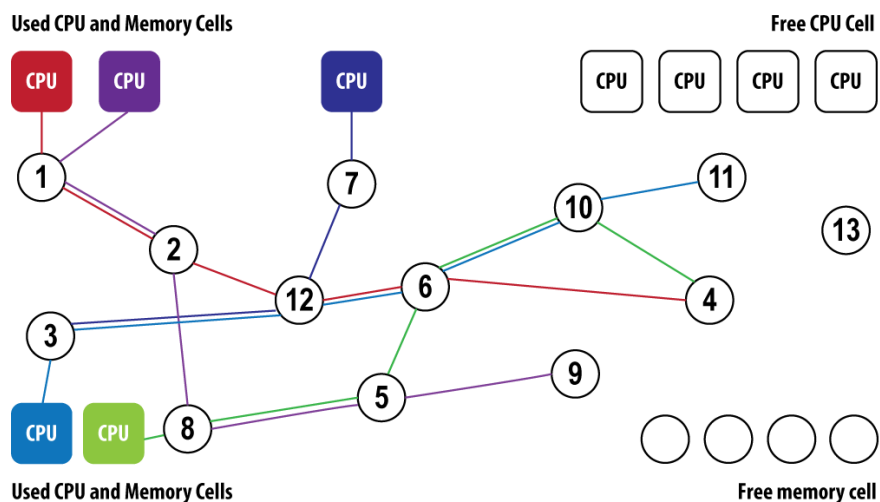 Used CPU and Memory Cells
Free CPU Cell
CPU
CPU
CPU
CPU
CPU
CPU
CPU
1
7
11
10
13
2
12
6
4
3
9
5
8
CPU
CPU
Used CPU and Memory Cells
Free memory cell